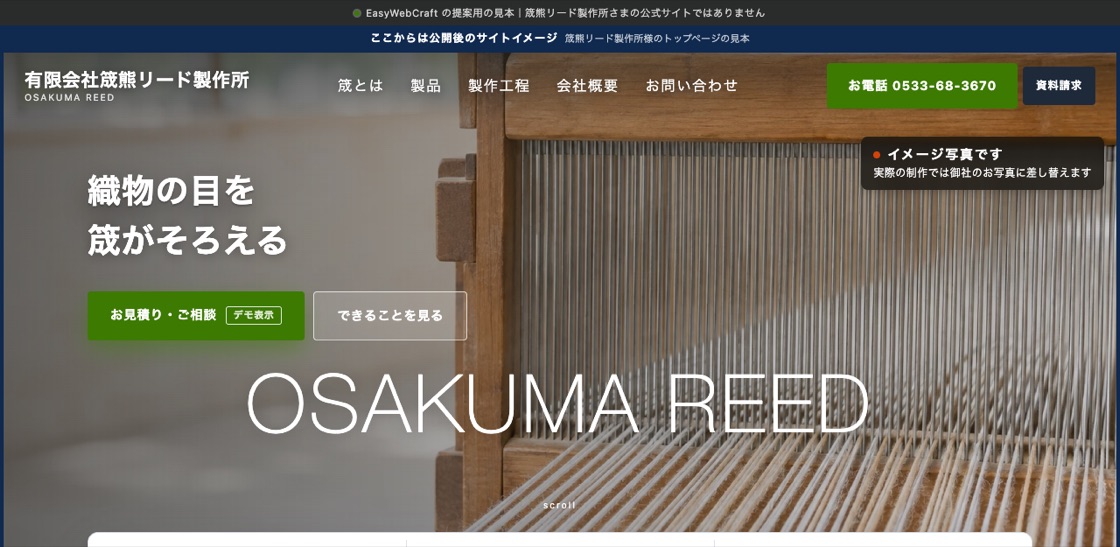 EasyWebCraft の提案用の見本｜筬熊リード製作所さまの公式サイトではありません
ここからは公開後のサイトイメージ 筬熊リード製作所様のトップページの見本
有限会社筬熊リード製作所
OSAKUMA REED
筬とは 製品 製作工程 会社概要 お問い合わせ
お電話 0533-68-3670
資料請求
イメージ写真です
実際の制作では御社のお写真に差し替えます
織物の目を
筬がそろえる
お見積り・ご相談 デモ表示
できることを見る
OSAKUMA REED
scroll